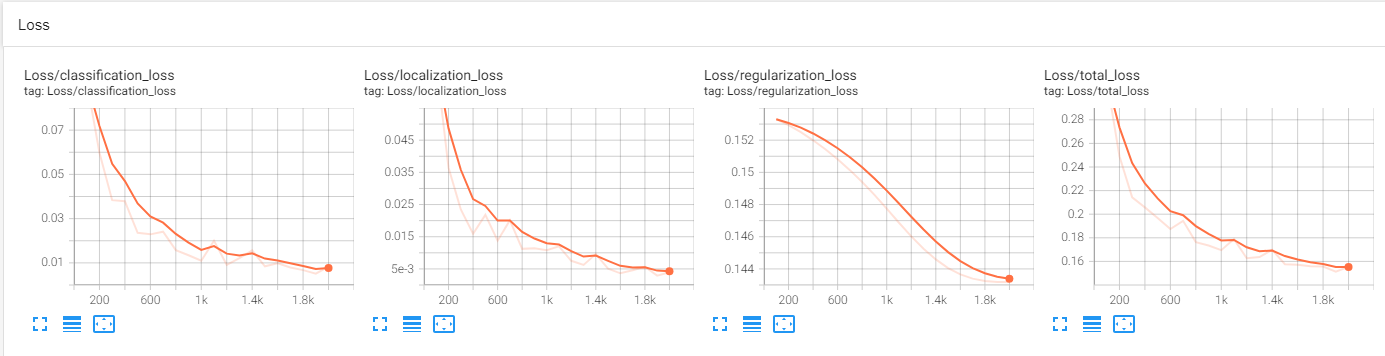 Loss
Loss/classification_loss
tag: Loss/classification_loss
0.07
0.05
0.03
0.01
200 600 1k 1.4k 1.8k
Loss/localization_loss
tag: Loss/localization_loss
0.045
0.035
0.025
0.015
5e-3
200 600 1k 1.4k 1.8k
Loss/regularization_loss
tag: Loss/regularization_loss
0.152
0.15
0.148
0.146
0.144
200 600 1k 1.4k 1.8k
Loss/total_loss
tag: Loss/total_loss
0.28
0.26
0.24
0.22
0.2
0.18
0.16
200 600 1k 1.4k 1.8k